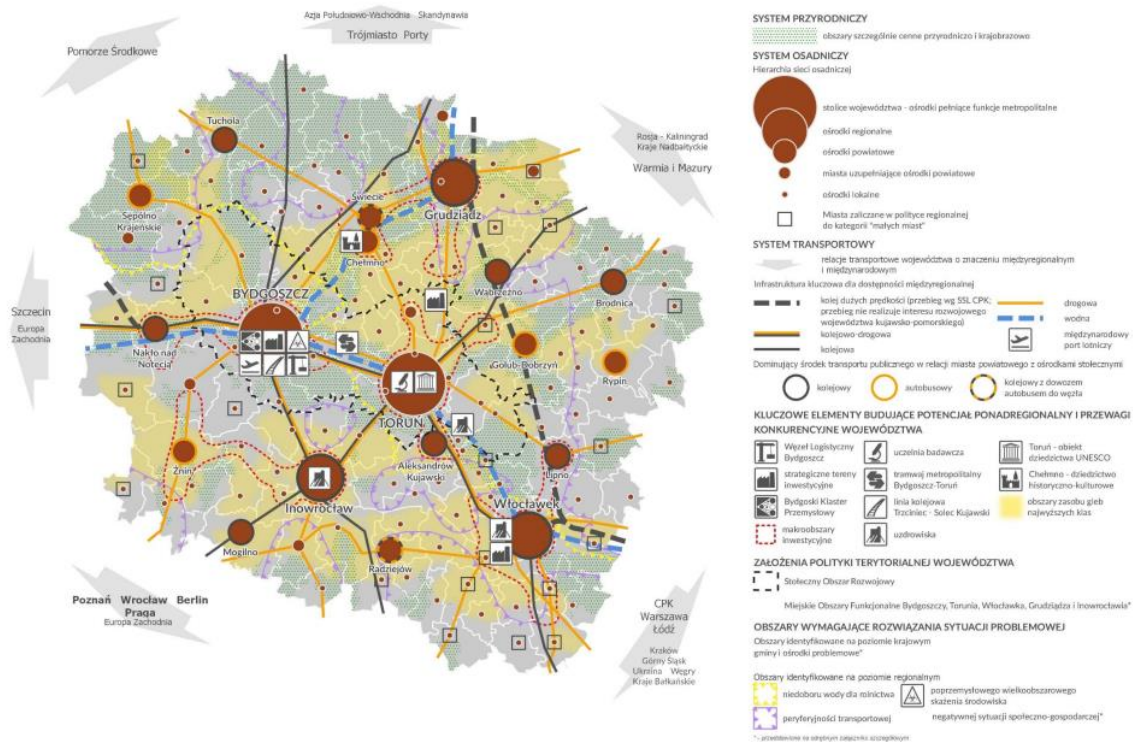 Azja Południowo-Wschodnia Skandynawia
Trójmiasto Porty
Pomorze Środkowe
Rosja - Kaliningrad
Kraje Nadbałtyckie
Warmia i Mazury
Tuchola
Sępólno
Krajeńskie
Świecie
Grudziądz
Chełmno
Wąbrzeźno
Brodnica
BYDGOSZCZ
Szczecin
Europa
Zachodnia
Nakło nad
Notecią
Golub-Dobrzyń
Rypin
TORUŃ
Żnin
Aleksandrów
Kujawski
Lipno
Inowrocław
Włocławek
Mogilno
Radziejów
Poznań Wrocław Berlin
Praga
Europa Zachodnia
CPK
Warszawa
Łódź
Kraków
Górny Śląsk
Ukraina Węgry
Kraje Bałkańskie
SYSTEM PRZYRODNICZY
obszary szczególnie cenne przyrodniczo i krajobrazowo
SYSTEM OSADNICZY
Hierarchia sieci osadniczej
stolice województwa - ośrodki pełniące funkcje metropolitalne
ośrodki regionalne
ośrodki powiatowe
miasta uzupełniające ośrodki powiatowe
ośrodki lokalne
Miasta zaliczane w polityce regionalnej
do kategorii "małych miast"
SYSTEM TRANSPORTOWY
relacje transportowe województwa o znaczeniu międzyregionalnym
i międzynarodowym
Infrastruktura kluczowa dla dostępności międzyregionalnej
kolej dużych prędkości (przebieg wg SSL CPK;
przebieg nie realizuje interesu rozwojowego
województwa kujawsko-pomorskiego)
kolejowo-drogowa
kolejowa
drogowa
wodna
międzynarodowy
port lotniczy
Dominujący środek transportu publicznego w relacji miasta powiatowego z ośrodkami stołecznymi
kolejowy
autobusowy
kolejowy z dowozem
autobusem do węzła
KLUCZOWE ELEMENTY BUDUJĄCE POTENCJAŁ PONADREGIONALNY I PRZEWAGI
KONKURENCYJNE WOJEWÓDZTWA
Węzeł Logistyczny
Bydgoszcz
uczelnia badawcza
Toruń - obiekt
dziedzictwa UNESCO
strategiczne tereny
inwestycyjne
tramwaj metropolitalny
Bydgoszcz-Toruń
Chełmno - dziedzictwo
historyczno-kulturowe
Bydgoski Klaster
Przemysłowy
linia kolejowa
Trzciniec - Solec Kujawski
obszary zasobu gleb
najwyższych klas
makroobszary
inwestycyjne
uzdrowiska
ZAŁOŻENIA POLITYKI TERYTORIALNEJ WOJEWÓDZTWA
Stołeczny Obszar Rozwojowy
Miejskie Obszary Funkcjonalne Bydgoszczy, Torunia, Włocławka, Grudziądza i Inowrocławia*
OBSZARY WYMAGAJĄCE ROZWIĄZANIA SYTUACJI PROBLEMOWEJ
Obszary identyfikowane na poziomie krajowym
gminy i ośrodki problemowe*
Obszary identyfikowane na poziomie regionalnym
niedoboru wody dla rolnictwa
poprzemysłowego wielkoobszarowego
skażenia środowiska
peryferyjności transportowej
negatywnej sytuacji społeczno-gospodarczej*
* - przedstawione na odrębnym załączniku szczegółowym